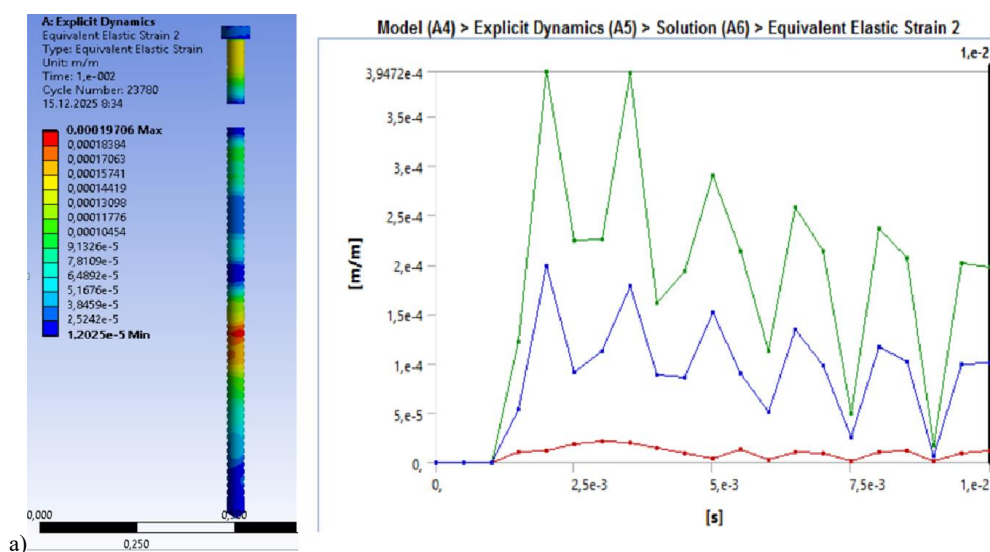 A: Explicit Dynamics
Equivalent Elastic Strain 2
Type: Equivalent Elastic Strain
Unit: m/m
Time: 1,e-002
Cycle Number: 23780
15.12.2025 8:34
0.00019706 Max
0,00018384
0,00017063
0,00015741
0,00014419
0,00013098
0,00011776
0,00010454
9,1326e-5
7,8109e-5
6,4892e-5
5,1676e-5
3,8459e-5
2,5242e-5
1,2025e-5 Min
0,000
0,250
a)
Model (A4) > Explicit Dynamics (A5) > Solution (A6) > Equivalent Elastic Strain 2
1,e-2
3,9472e-4
3,5e-4
3,e-4
2,5e-4
2,e-4
1,5e-4
1,e-4
5,e-5
0,
[m/m]
0,
2,5e-3
5,e-3
7,5e-3
1,e-2
[s]